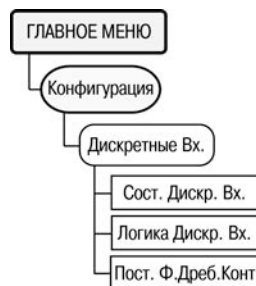 ГЛАВНОЕ МЕНЮ
Конфигурация
Дискретные Вх.
Сост. Дискр. Вх.
Логика Дискр. Вх.
Пост. Ф.Дреб.Конт